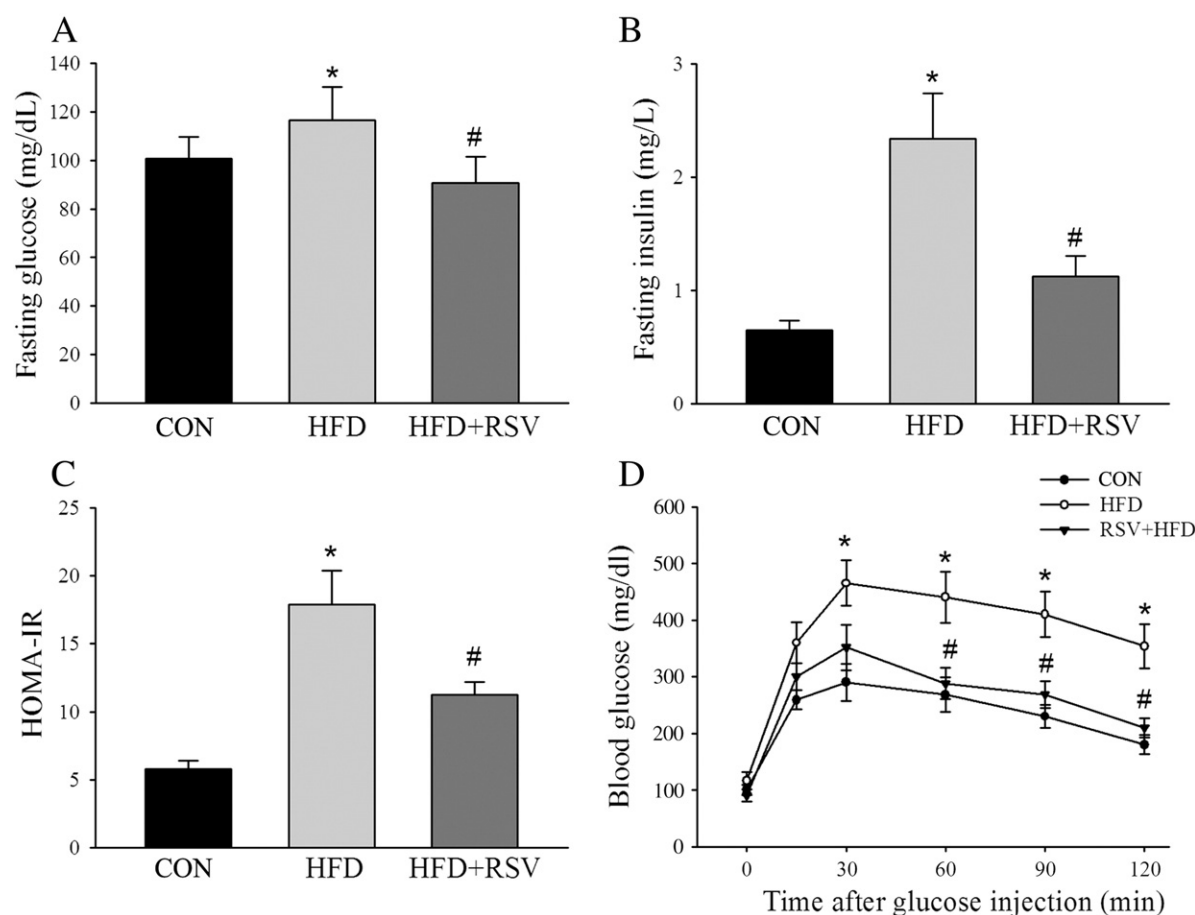 A
Fasting glucose (mg/dL)
140
120
100
80
60
40
20
0
*
#
CON
HFD
HFD+RSV
B
Fasting insulin (mg/L)
3
2
1
0
*
#
CON
HFD
HFD+RSV
C
HOMA-IR
25
20
15
10
5
0
*
#
CON
HFD
HFD+RSV
D
CON
HFD
RSV+HFD
Blood glucose (mg/dl)
600
500
400
300
200
100
0
*
*
*
*
#
#
#
0
30
60
90
120
Time after glucose injection (min)